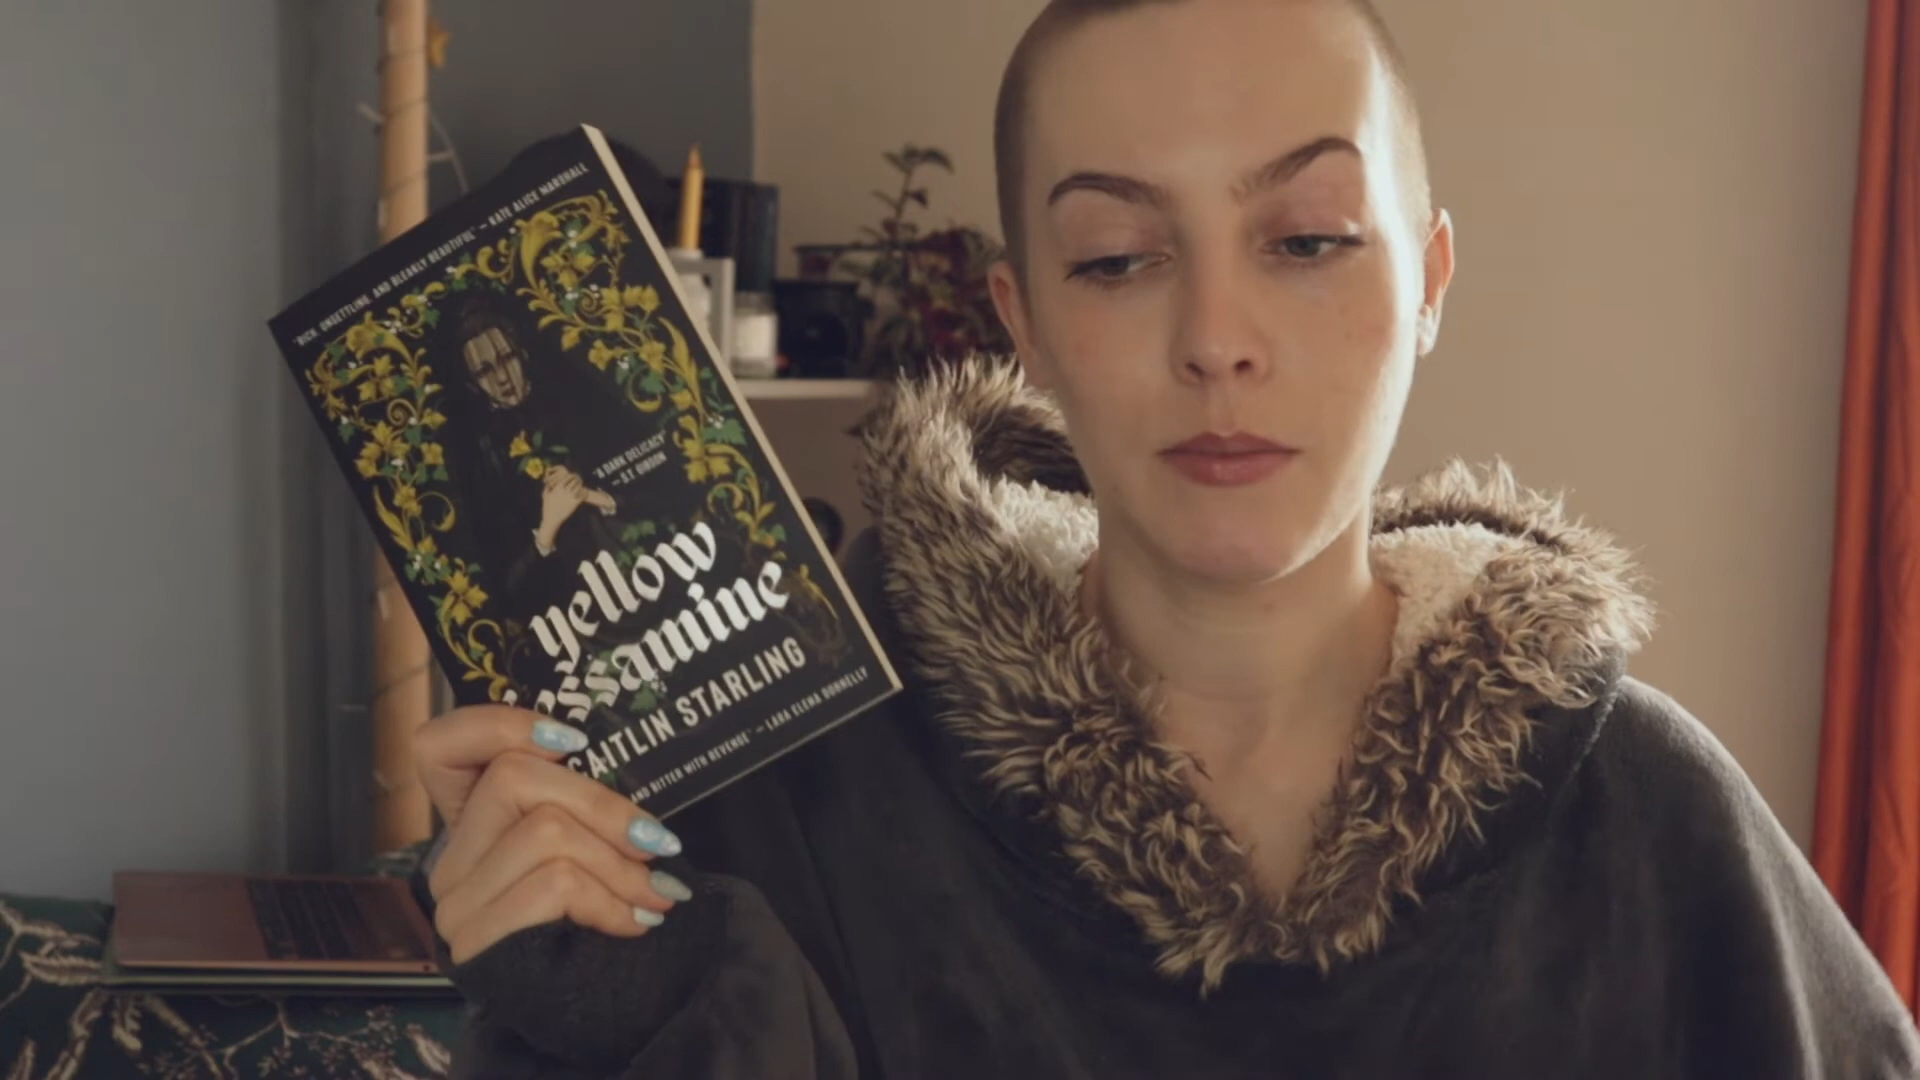 "RICH, UNSETTLING, AND BLEAKLY BEAUTIFUL" — KATE ALICE MARSHALL
"A DARK DELICACY"
— S.T. GIBSON
yellow
jessamine
CAITLIN STARLING
AND BITTER WITH REVENGE" — LARA ELENA DONNELLY